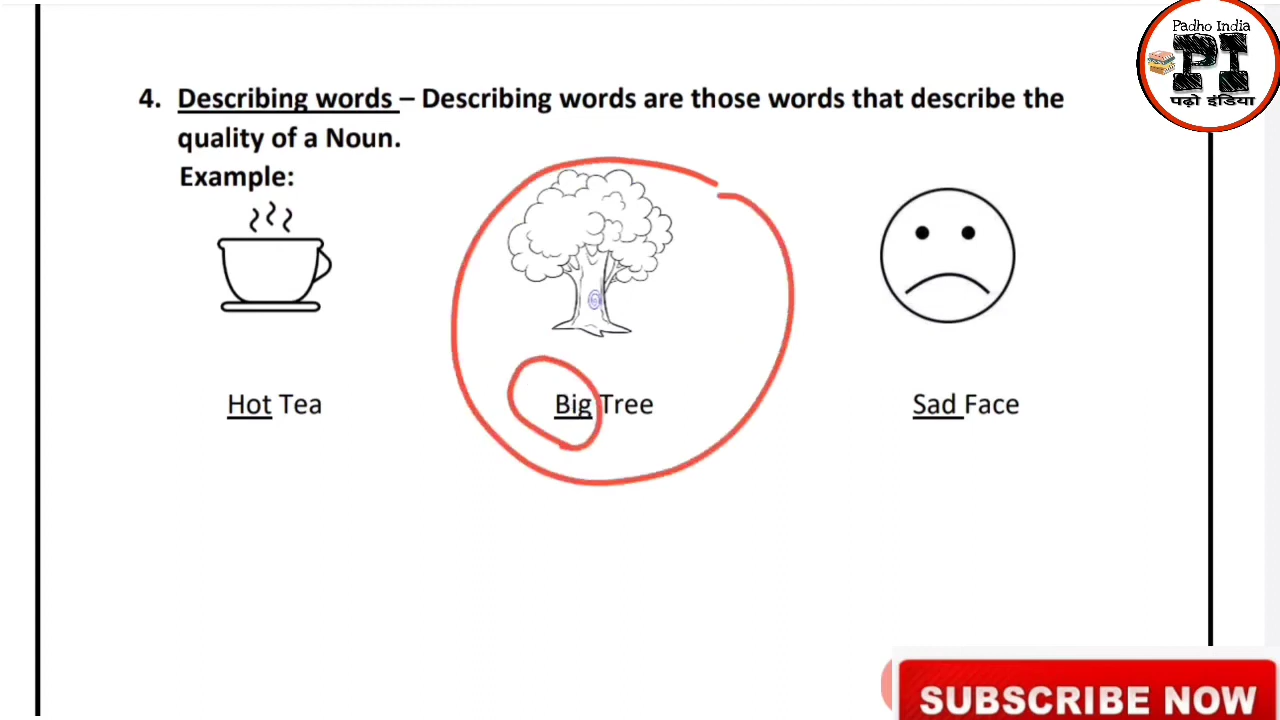 Padho India
PI
पढ़ो इंडिया
4. Describing words – Describing words are those words that describe the
quality of a Noun.
Example:
Hot Tea
Big Tree
Sad Face
SUBSCRIBE NOW